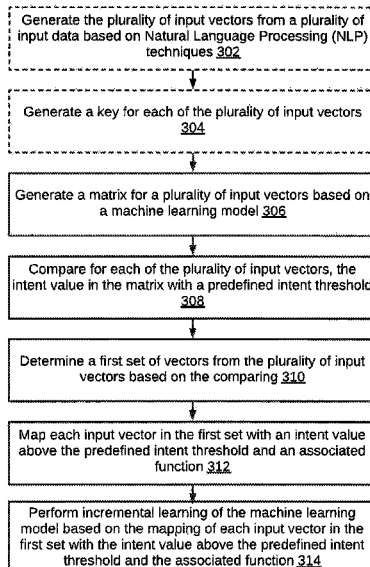 Generate the plurality of input vectors from a plurality of
input data based on Natural Language Processing (NLP)
techniques 302
Generate a key for each of the plurality of input vectors
304
Generate a matrix for a plurality of input vectors based on
a machine learning model 306
Compare for each of the plurality of input vectors, the
intent value in the matrix with a predefined intent threshold
308
Determine a first set of vectors from the plurality of input
vectors based on the comparing 310
Map each input vector in the first set with an intent value
above the predefined intent threshold and an associated
function 312
Perform incremental learning of the machine learning
model based on the mapping of each input vector in the
first set with the intent value above the predefined intent
threshold and the associated function 314